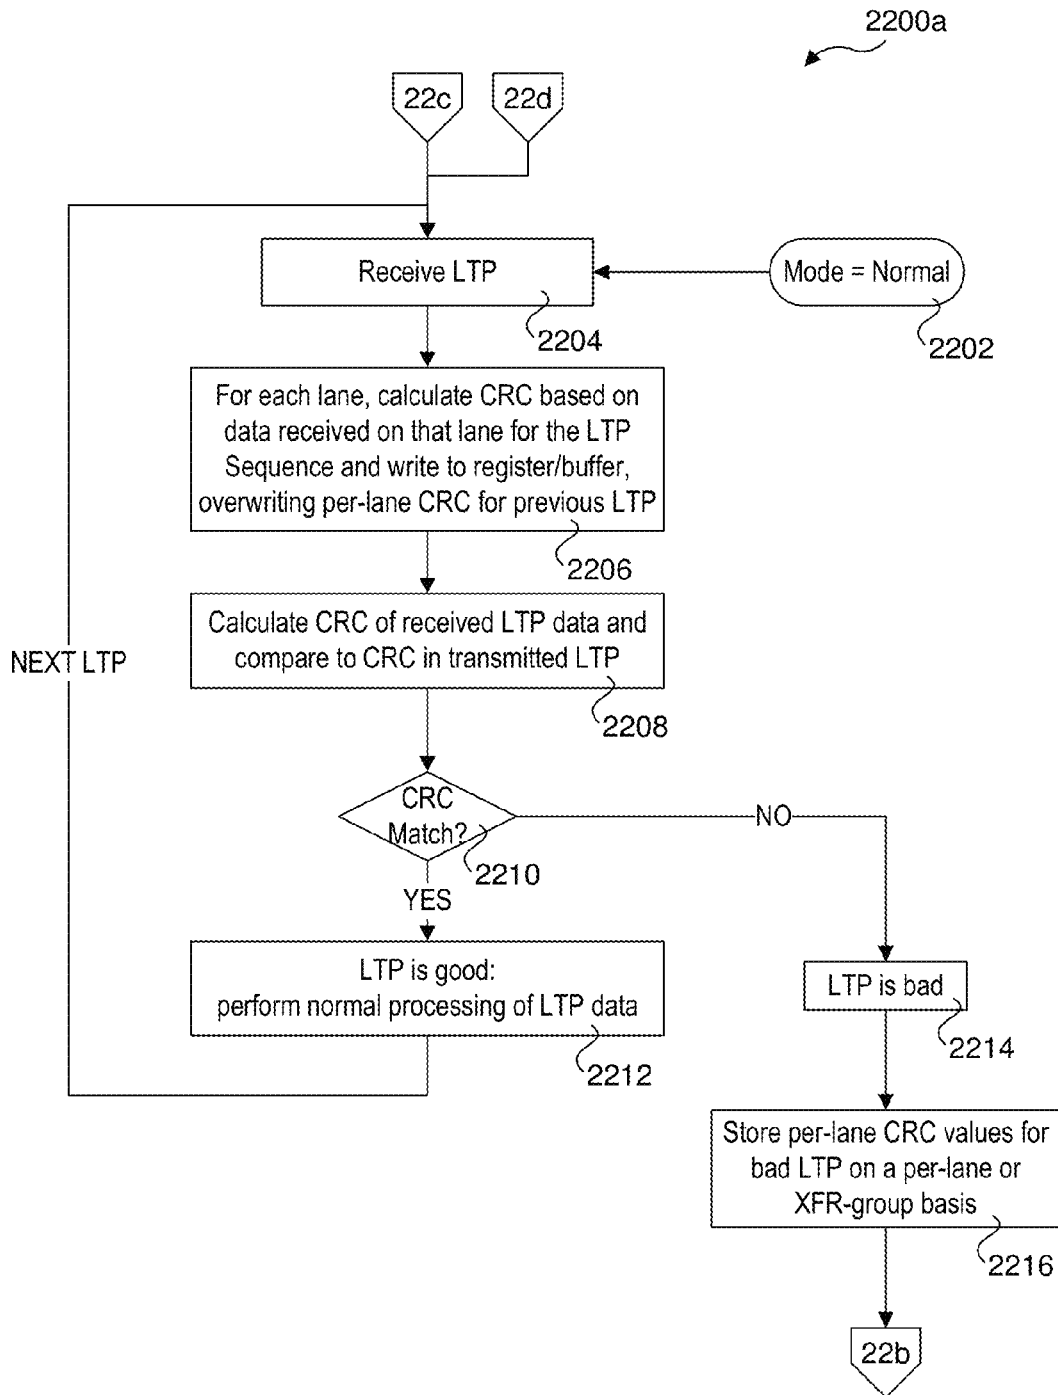 2200a
22c
22d
Receive LTP
Mode = Normal
2204
2202
For each lane, calculate CRC based on
data received on that lane for the LTP
Sequence and write to register/buffer,
overwriting per-lane CRC for previous LTP
2206
Calculate CRC of received LTP data and
compare to CRC in transmitted LTP
NEXT LTP
2208
CRC
Match?
NO
2210
YES
LTP is good:
perform normal processing of LTP data
LTP is bad
2214
2212
Store per-lane CRC values for
bad LTP on a per-lane or
XFR-group basis
2216
22b